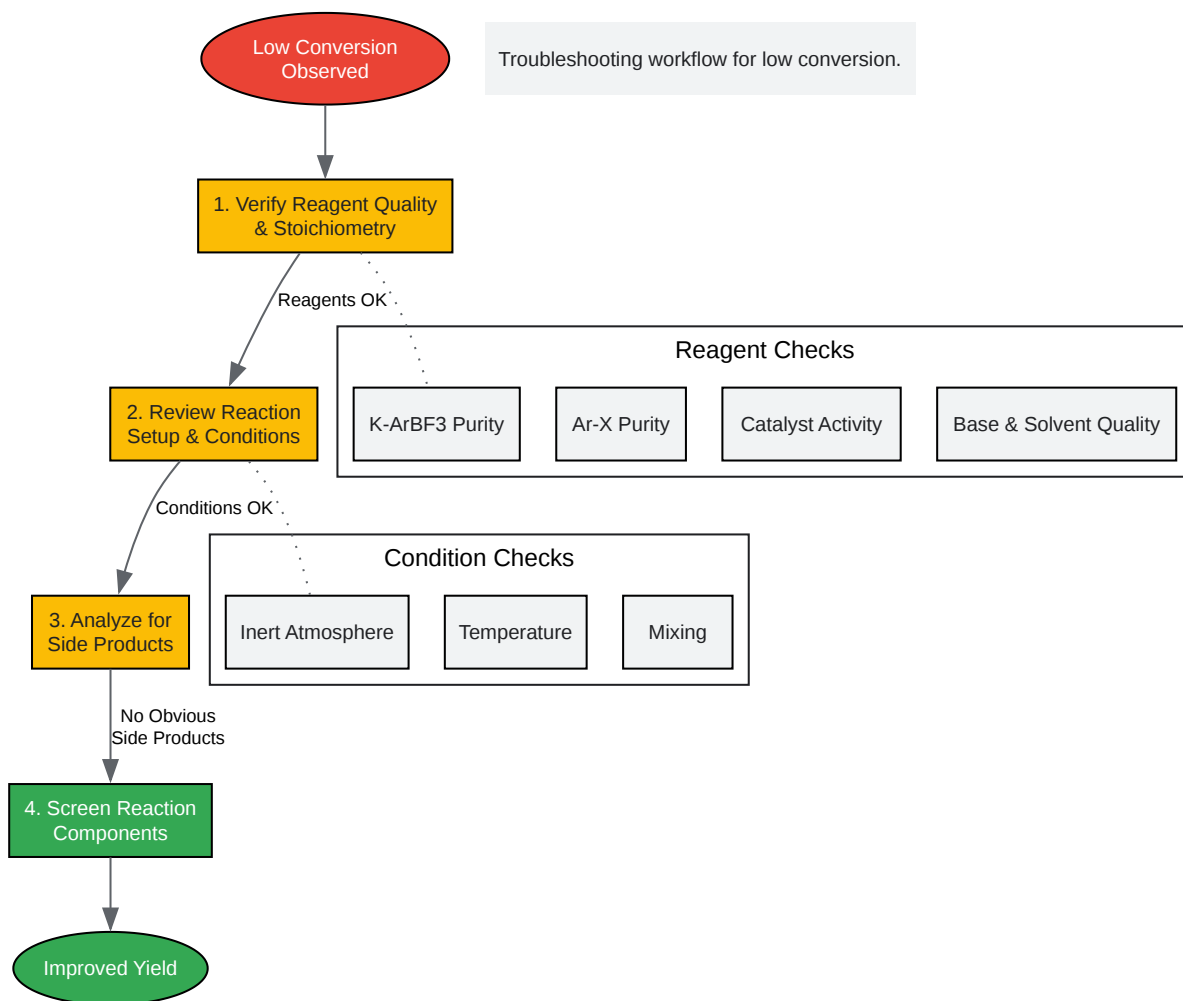 Low Conversion
Observed
Troubleshooting workflow for low conversion.
1. Verify Reagent Quality
& Stoichiometry
Reagents OK
Reagent Checks
K-ArBF3 Purity
Ar-X Purity
Catalyst Activity
Base & Solvent Quality
2. Review Reaction
Setup & Conditions
Conditions OK
Condition Checks
Inert Atmosphere
Temperature
Mixing
3. Analyze for
Side Products
No Obvious
Side Products
4. Screen Reaction
Components
Improved Yield